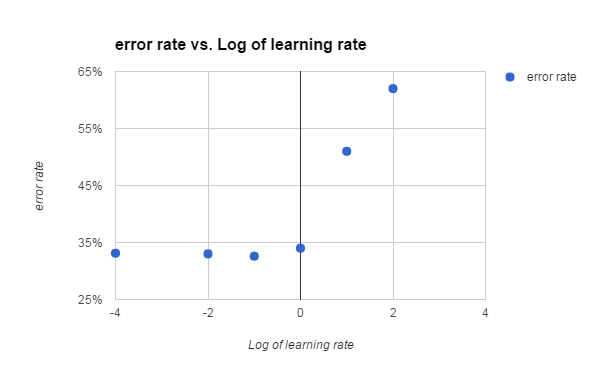 error rate vs. Log of learning rate
65%
55%
45%
35%
25%
-4 -2 0 2 4
error rate
Log of learning rate
error rate